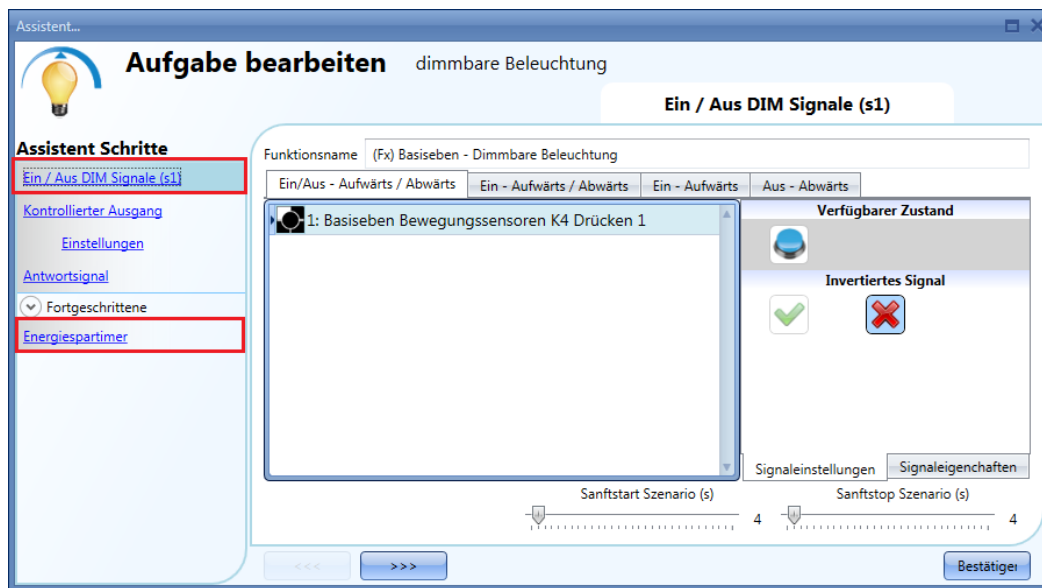 Assistent...
Aufgabe bearbeiten dimmbare Beleuchtung
Ein / Aus DIM Signale (s1)
Assistent Schritte
Ein / Aus DIM Signale (s1)
Kontrollierter Ausgang
Einstellungen
Antwortsignal
Fortgeschrittene
Energiespartimer
Funktionsname (Fx) Basiseben - Dimmbare Beleuchtung
Ein/Aus - Aufwärts / Abwärts Ein - Aufwärts / Abwärts Ein - Aufwärts Aus - Abwärts
1: Basiseben Bewegungssensoren K4 Drücken 1
Verfügbarer Zustand
Invertiertes Signal
Signaleinstellungen Signaleigenchaften
Sanftstart Szenario (s) Sanftstop Szenario (s)
4 4
<<< >>> Bestätiger